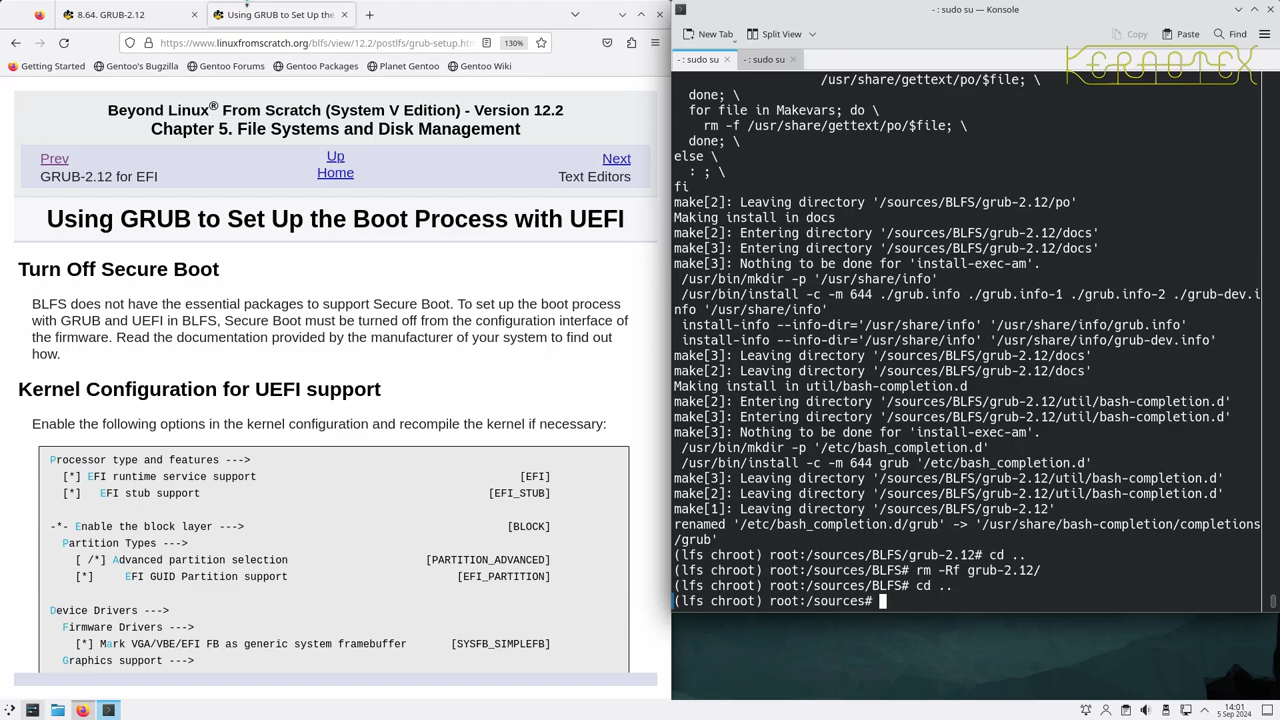 8.64. GRUB-2.12
Using GRUB to Set Up the
https://www.linuxfromscratch.org/blfs/view/12.2/postlfs/grub-setup.htm
130%
Getting Started
Gentoo's Bugzilla
Gentoo Forums
Gentoo Packages
Planet Gentoo
Gentoo Wiki
Beyond Linux® From Scratch (System V Edition) - Version 12.2
Chapter 5. File Systems and Disk Management
Prev
Up
Next
GRUB-2.12 for EFI
Home
Text Editors
Using GRUB to Set Up the Boot Process with UEFI
Turn Off Secure Boot
BLFS does not have the essential packages to support Secure Boot. To set up the boot process
with GRUB and UEFI in BLFS, Secure Boot must be turned off from the configuration interface of
the firmware. Read the documentation provided by the manufacturer of your system to find out
how.
Kernel Configuration for UEFI support
Enable the following options in the kernel configuration and recompile the kernel if necessary:
Processor type and features --->
[*] EFI runtime service support [EFI]
[*] EFI stub support [EFI_STUB]
-*- Enable the block layer ---> [BLOCK]
Partition Types --->
[ /*] Advanced partition selection [PARTITION_ADVANCED]
[*] EFI GUID Partition support [EFI_PARTITION]
Device Drivers --->
Firmware Drivers --->
[*] Mark VGA/VBE/EFI FB as generic system framebuffer [SYSFB_SIMPLEFB]
Graphics support --->
- : sudo su — Konsole
New Tab
Split View
Copy
Paste
Find
- : sudo su
- : sudo su
KERNOTEX
/usr/share/gettext/po/$file; \
done; \
for file in Makevars; do \
rm -f /usr/share/gettext/po/$file; \
done; \
else \
: ; \
fi
make[2]: Leaving directory '/sources/BLFS/grub-2.12/po'
Making install in docs
make[2]: Entering directory '/sources/BLFS/grub-2.12/docs'
make[3]: Entering directory '/sources/BLFS/grub-2.12/docs'
make[3]: Nothing to be done for 'install-exec-am'.
/usr/bin/mkdir -p '/usr/share/info'
/usr/bin/install -c -m 644 ./grub.info ./grub.info-1 ./grub.info-2 ./grub-dev.i
nfo '/usr/share/info'
install-info --info-dir='/usr/share/info' '/usr/share/info/grub.info'
install-info --info-dir='/usr/share/info' '/usr/share/info/grub-dev.info'
make[3]: Leaving directory '/sources/BLFS/grub-2.12/docs'
make[2]: Leaving directory '/sources/BLFS/grub-2.12/docs'
Making install in util/bash-completion.d
make[2]: Entering directory '/sources/BLFS/grub-2.12/util/bash-completion.d'
make[3]: Entering directory '/sources/BLFS/grub-2.12/util/bash-completion.d'
make[3]: Nothing to be done for 'install-exec-am'.
/usr/bin/mkdir -p '/etc/bash_completion.d'
/usr/bin/install -c -m 644 grub '/etc/bash_completion.d'
make[3]: Leaving directory '/sources/BLFS/grub-2.12/util/bash-completion.d'
make[2]: Leaving directory '/sources/BLFS/grub-2.12/util/bash-completion.d'
make[1]: Leaving directory '/sources/BLFS/grub-2.12'
renamed '/etc/bash_completion.d/grub' -> '/usr/share/bash-completion/completions
/grub'
(lfs chroot) root:/sources/BLFS/grub-2.12# cd ..
(lfs chroot) root:/sources/BLFS# rm -Rf grub-2.12/
(lfs chroot) root:/sources/BLFS# cd ..
(lfs chroot) root:/sources#
14:01
5 Sep 2024